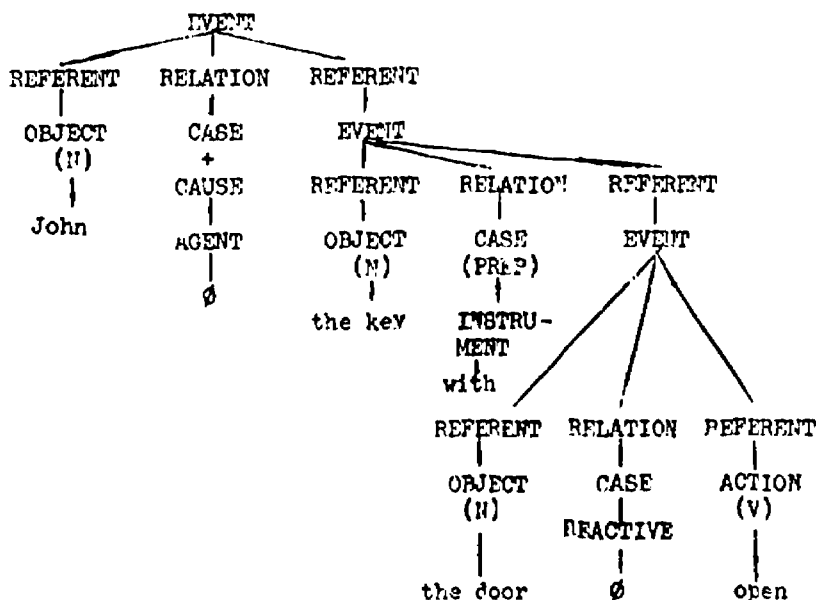 EVENT
REFERENT RELATION REFERENT
OBJECT CASE EVENT
(N) +
CAUSE REFERENT RELATION REFERENT
John
AGENT OBJECT CASE EVENT
(N) (PREP)
Ø
the key INSTRU-
MENT
with
REFERENT RELATION REFERENT
OBJECT CASE ACTION
(N) (V)
REACTIVE
the door Ø open